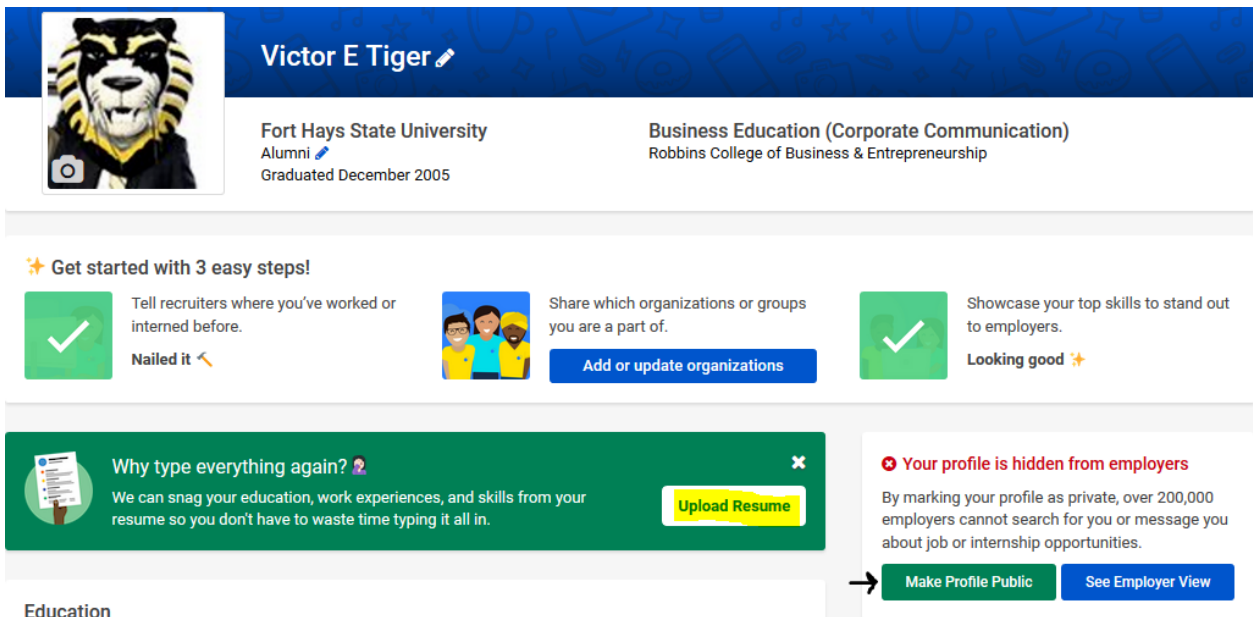 Victor E Tiger
Fort Hays State University
Alumni
Graduated December 2005
Business Education (Corporate Communication)
Robbins College of Business & Entrepreneurship
Get started with 3 easy steps!
Tell recruiters where you've worked or
interned before.
Nailed it
Share which organizations or groups
you are a part of.
Add or update organizations
Showcase your top skills to stand out
to employers.
Looking good
Why type everything again?
We can snag your education, work experiences, and skills from your
resume so you don't have to waste time typing it all in.
Upload Resume
Your profile is hidden from employers
By marking your profile as private, over 200,000
employers cannot search for you or message you
about job or internship opportunities.
Make Profile Public
See Employer View
Education